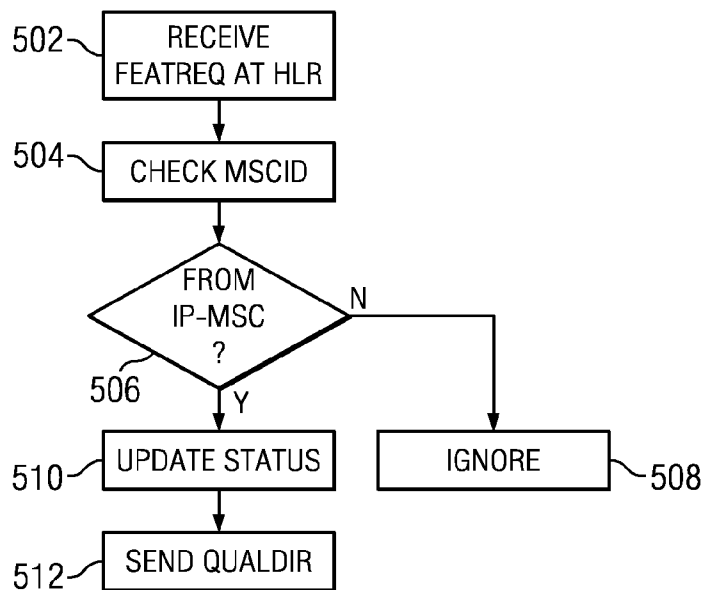 502
RECEIVE
FEATREQ AT HLR
504
CHECK MSCID
FROM
IP-MSC
?
N
506
Y
510
UPDATE STATUS
IGNORE
508
512
SEND QUALDIR